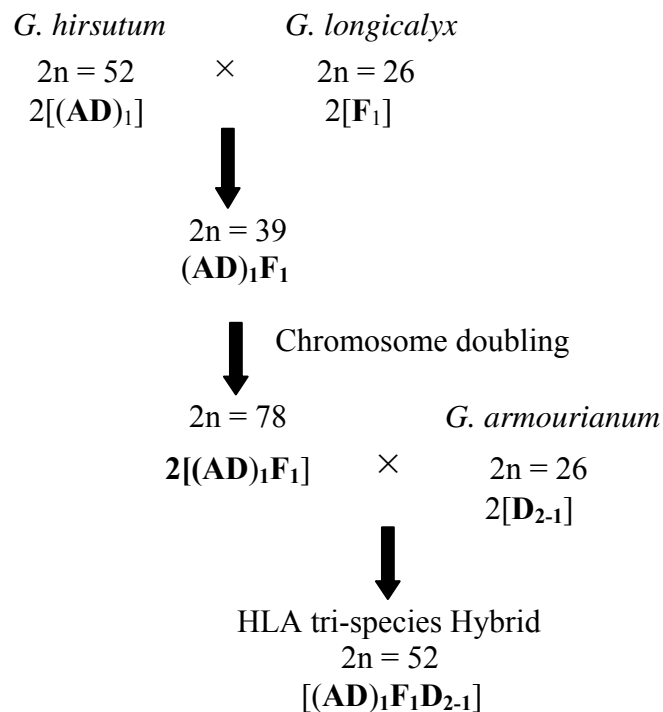 G. hirsutum G. longicalyx
2n = 52 × 2n = 26
2[(AD)₁] 2[F₁]
2n = 39
(AD)₁F₁
Chromosome doubling
2n = 78 G. armourianum
2[(AD)₁F₁] × 2n = 26
2[D₂₋₁]
HLA tri-species Hybrid
2n = 52
[(AD)₁F₁D₂₋₁]